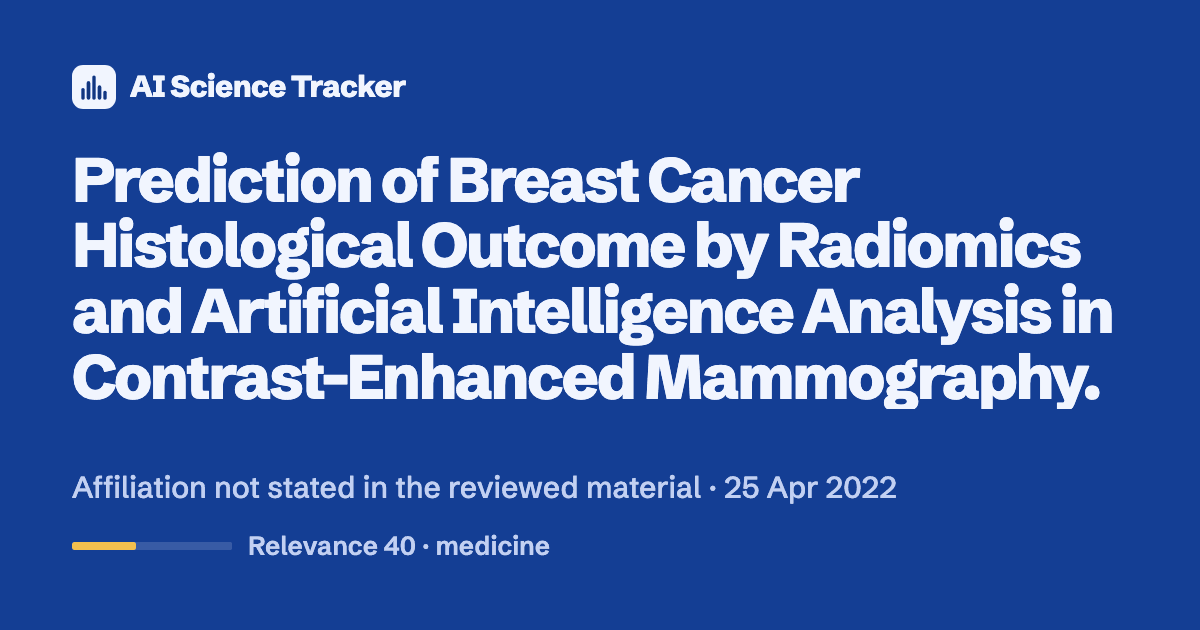 AI Science Tracker
Prediction of Breast Cancer
Histological Outcome by Radiomics
and Artificial Intelligence Analysis in
Contrast-Enhanced Mammography.
Affiliation not stated in the reviewed material · 25 Apr 2022
Relevance 40 · medicine